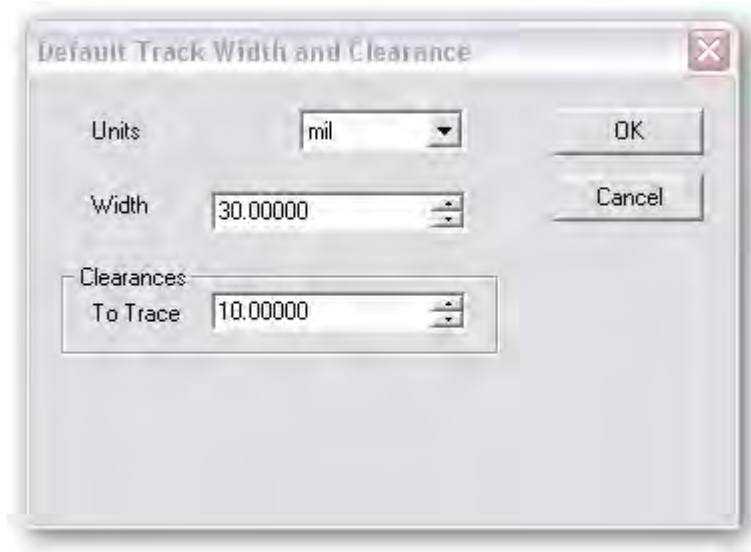 Default Track Width and Clearance
Units mil OK
Width 30.00000 Cancel
Clearances
To Trace 10.00000